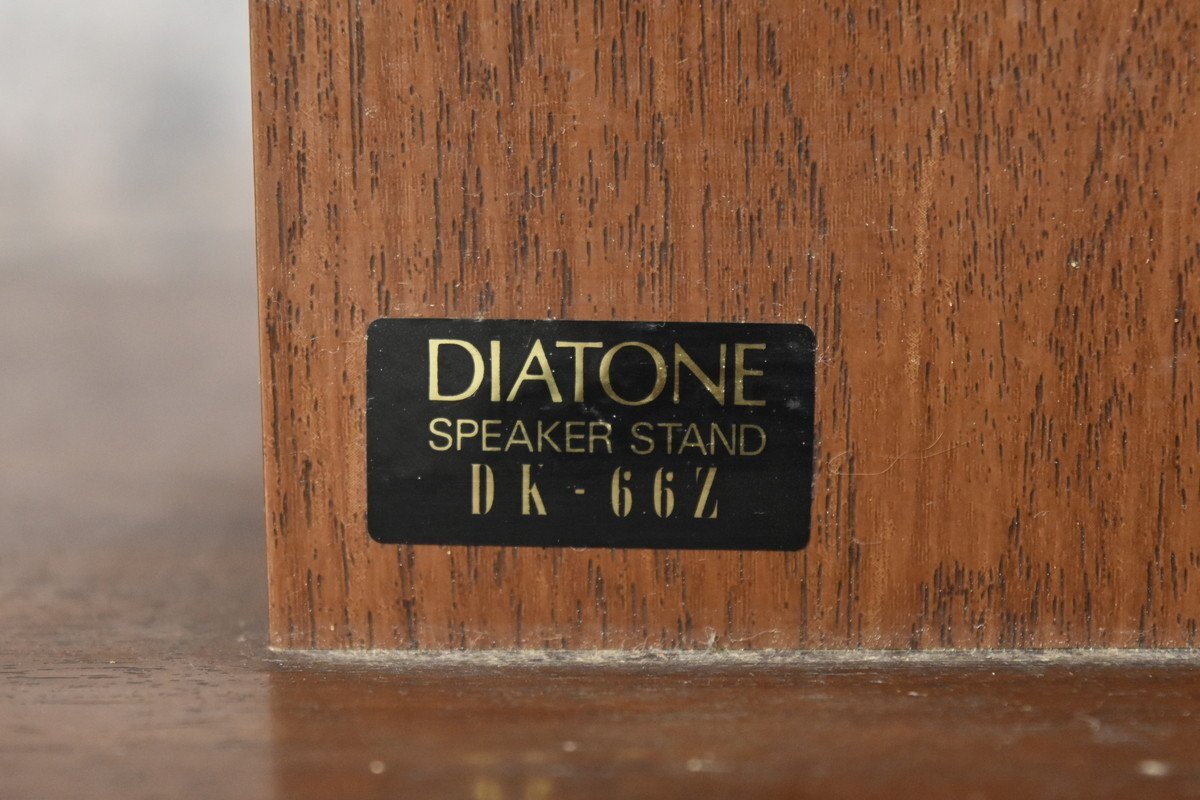 DIATONE
SPEAKER STAND
DK-66Z